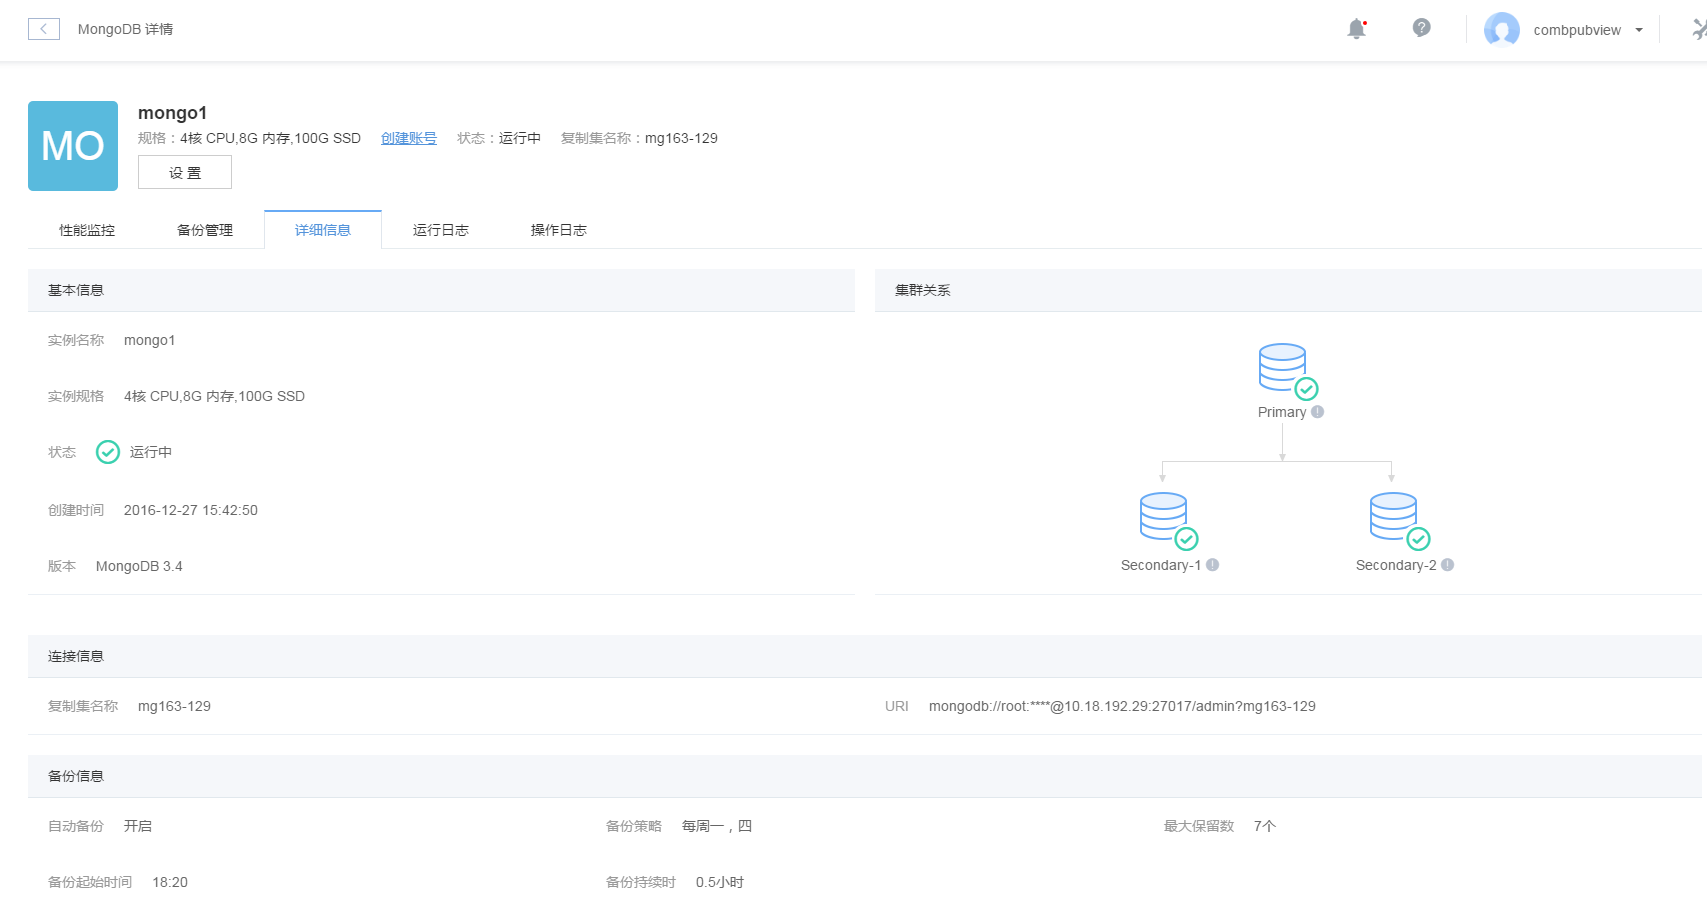 MongoDB 详情
combpubview
MO
mongo1
规格：4核 CPU,8G 内存,100G SSD 创建账号 状态：运行中 复制集名称：mg163-129
设 置
性能监控 备份管理 详细信息 运行日志 操作日志
基本信息
实例名称 mongo1
实例规格 4核 CPU,8G 内存,100G SSD
状态 运行中
创建时间 2016-12-27 15:42:50
版本 MongoDB 3.4
集群关系
Primary
Secondary-1 Secondary-2
连接信息
复制集名称 mg163-129 URI mongodb://root:****@10.18.192.29:27017/admin?mg163-129
备份信息
自动备份 开启 备份策略 每周一，四 最大保留数 7个
备份起始时间 18:20 备份持续时 0.5小时